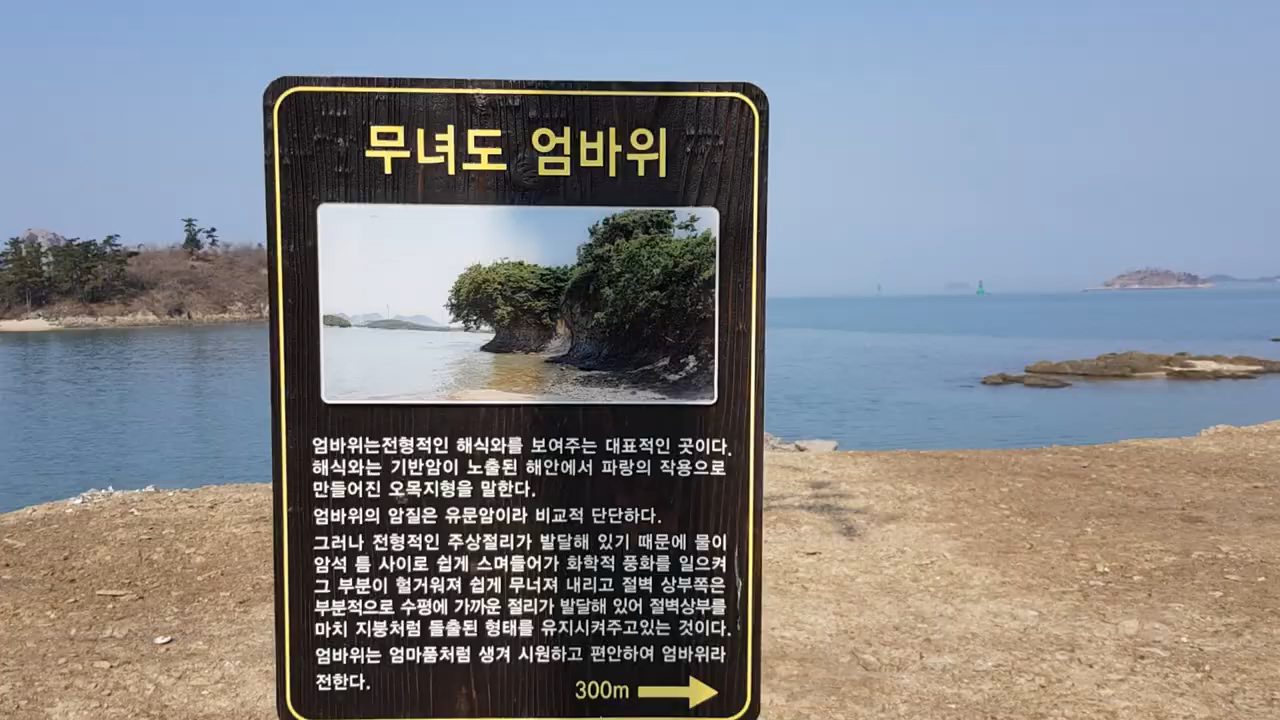 무녀도 엄바위
엄바위는전형적인 해식와를 보여주는 대표적인 곳이다.
해식와는 기반암이 노출된 해안에서 파랑의 작용으로
만들어진 오목지형을 말한다.
엄바위의 암질은 유문암이라 비교적 단단하다.
그러나 전형적인 주상절리가 발달해 있기 때문에 물이
암석 틈 사이로 쉽게 스며들어가 화학적 풍화를 일으켜
그 부분이 헐거워져 쉽게 무너져 내리고 절벽 상부쪽은
부분적으로 수평에 가까운 절리가 발달해 있어 절벽상부를
마치 지붕처럼 돌출된 형태를 유지시켜주고있는 것이다.
엄바위는 엄마품처럼 생겨 시원하고 편안하여 엄바위라
전한다.
300m